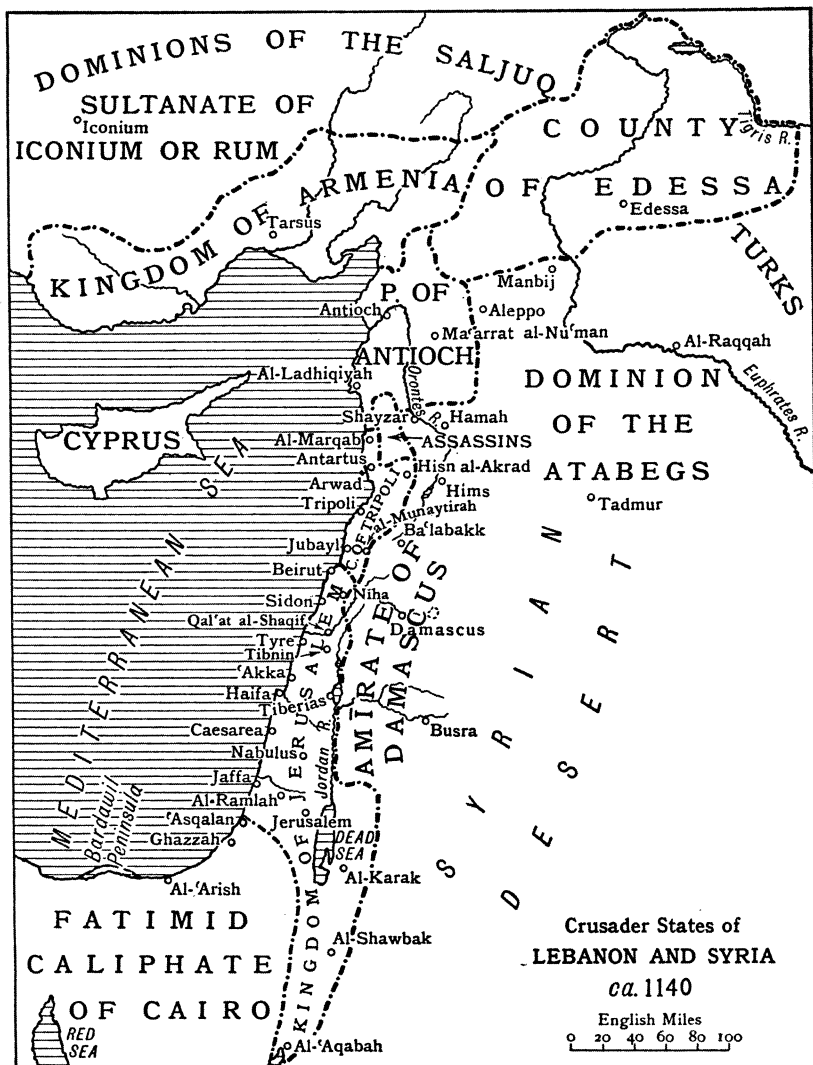 DOMINIONS OF THE SALJUQ
SULTANATE OF
Iconium
ICONIUM OR RUM
COUNTY
OF EDESSA
Tigris R.
Edessa
KINGDOM OF ARMENIA
Tarsus
TURKS
Manbij
P. OF
ANTIOCH
Antioch
Aleppo
Ma‘arrat al-Nu‘man
Al-Raqqah
Euphrates R.
Al-Ladhiqiyah
Orontes R.
DOMINION
OF THE
ATABEGS
Shayzar
Hamah
CYPRUS
Al-Marqab
ASSASSINS
Antartus
Hisn al-Akrad
Arwad
Hims
Tripoli
C. OF TRIPOLI
Tadmur
al-Munaytirah
Ba‘labakk
Jubayl
Beirut
MEDITERRANEAN SEA
Niha
Sidon
Qal‘at al-Shaqif
Damascus
AMIRATE OF
DAMASCUS
Tyre
Tibnin
‘Akka
Haifa
Tiberias
Busra
Caesarea
Nabulus
Jordan R.
SYRIAN
DESERT
Jaffa
Al-Ramlah
‘Asqalan
Jerusalem
Bardawil
Peninsula
Ghazzah
DEAD
SEA
KINGDOM OF JERUSALEM
Al-Karak
Al-‘Arish
FATIMID
CALIPHATE
OF CAIRO
Al-Shawbak
RED
SEA
Al-‘Aqabah
Crusader States of
LEBANON AND SYRIA
ca. 1140
English Miles
0 20 40 60 80 100